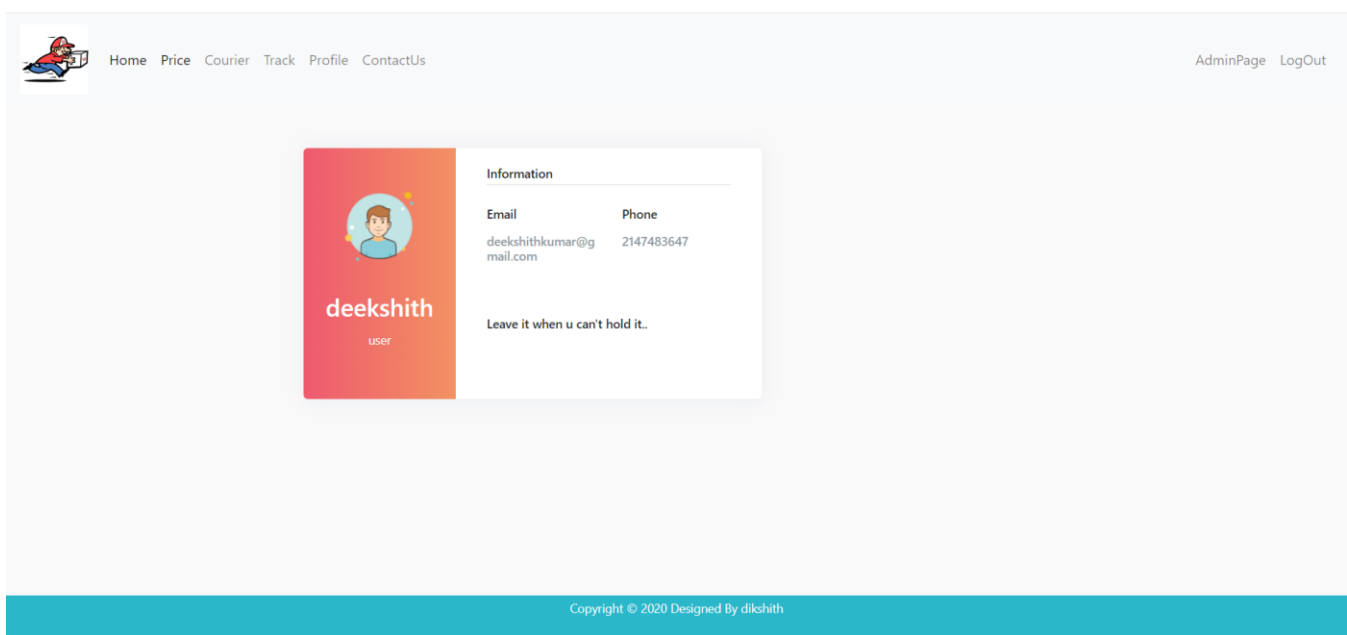 Home Price Courier Track Profile ContactUs AdminPage LogOut
Information
Email Phone
deekshithkumar@g 2147483647
mail.com
deekshith
user
Leave it when u can't hold it..
Copyright © 2020 Designed By dikshith